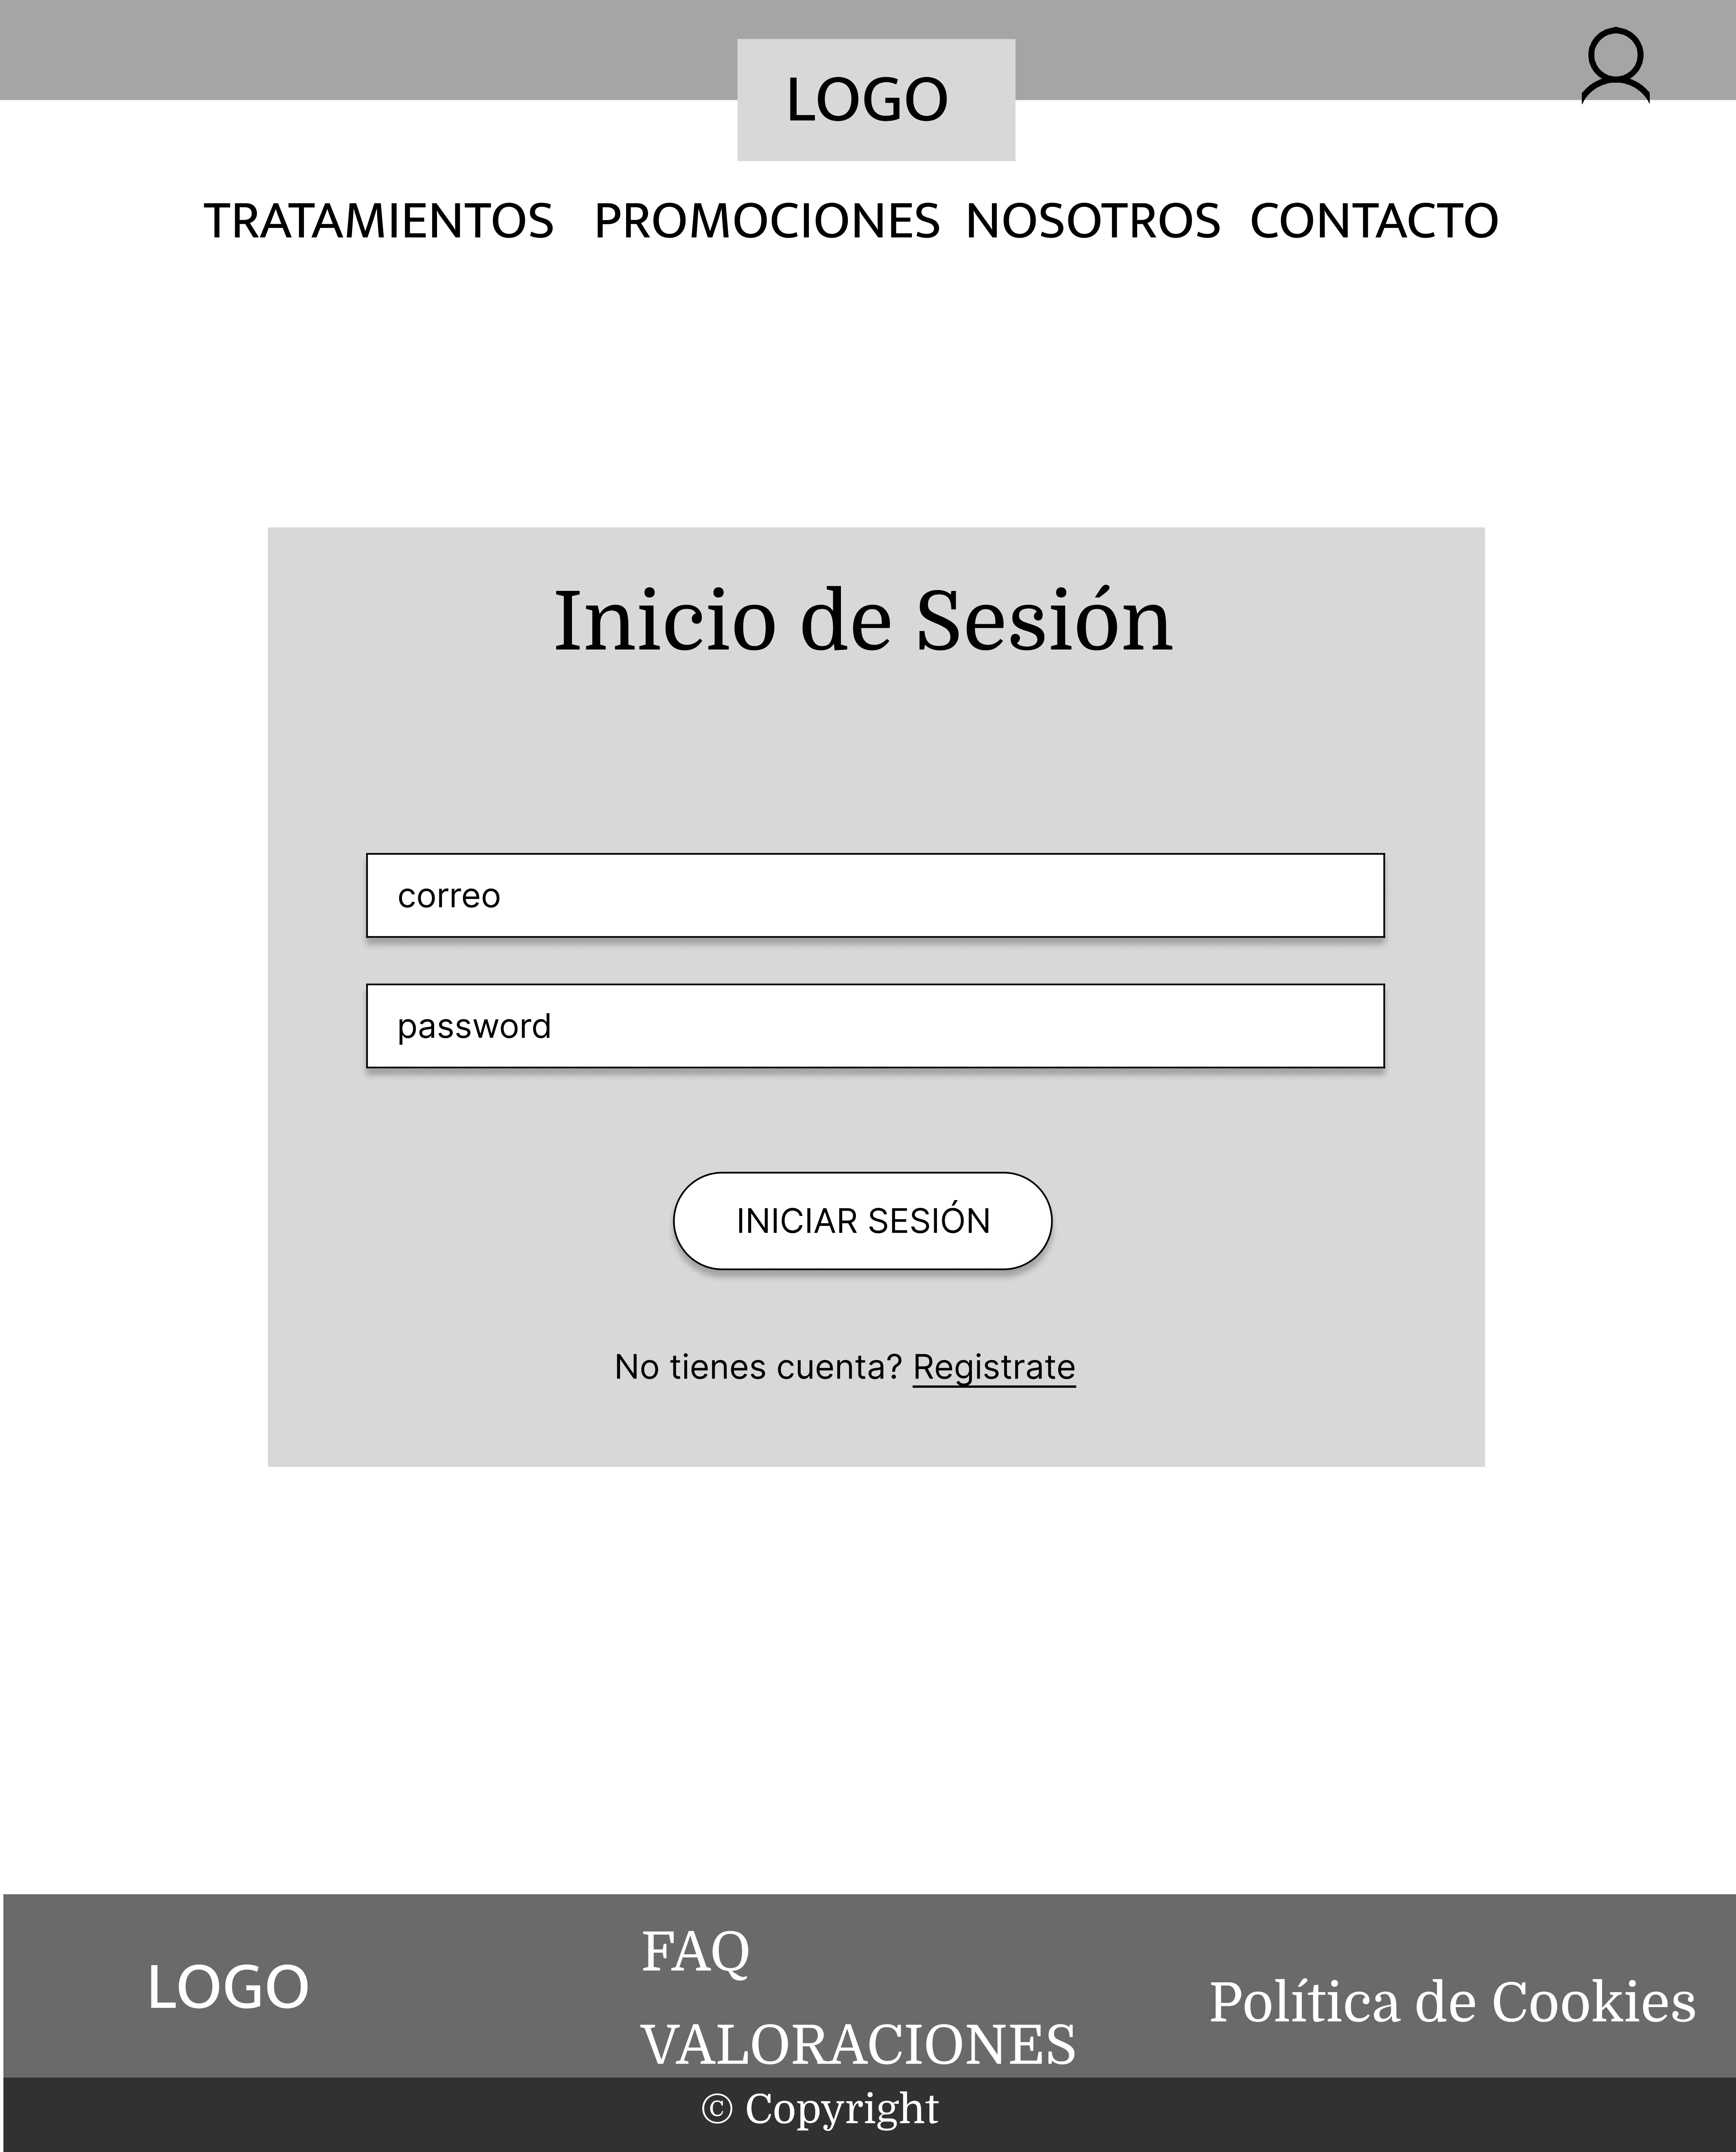 LOGO
TRATAMIENTOS PROMOCIONES NOSOTROS CONTACTO
Inicio de Sesión
correo
password
INICIAR SESIÓN
No tienes cuenta? Registrate
LOGO
FAQ
VALORACIONES
Política de Cookies
© Copyright